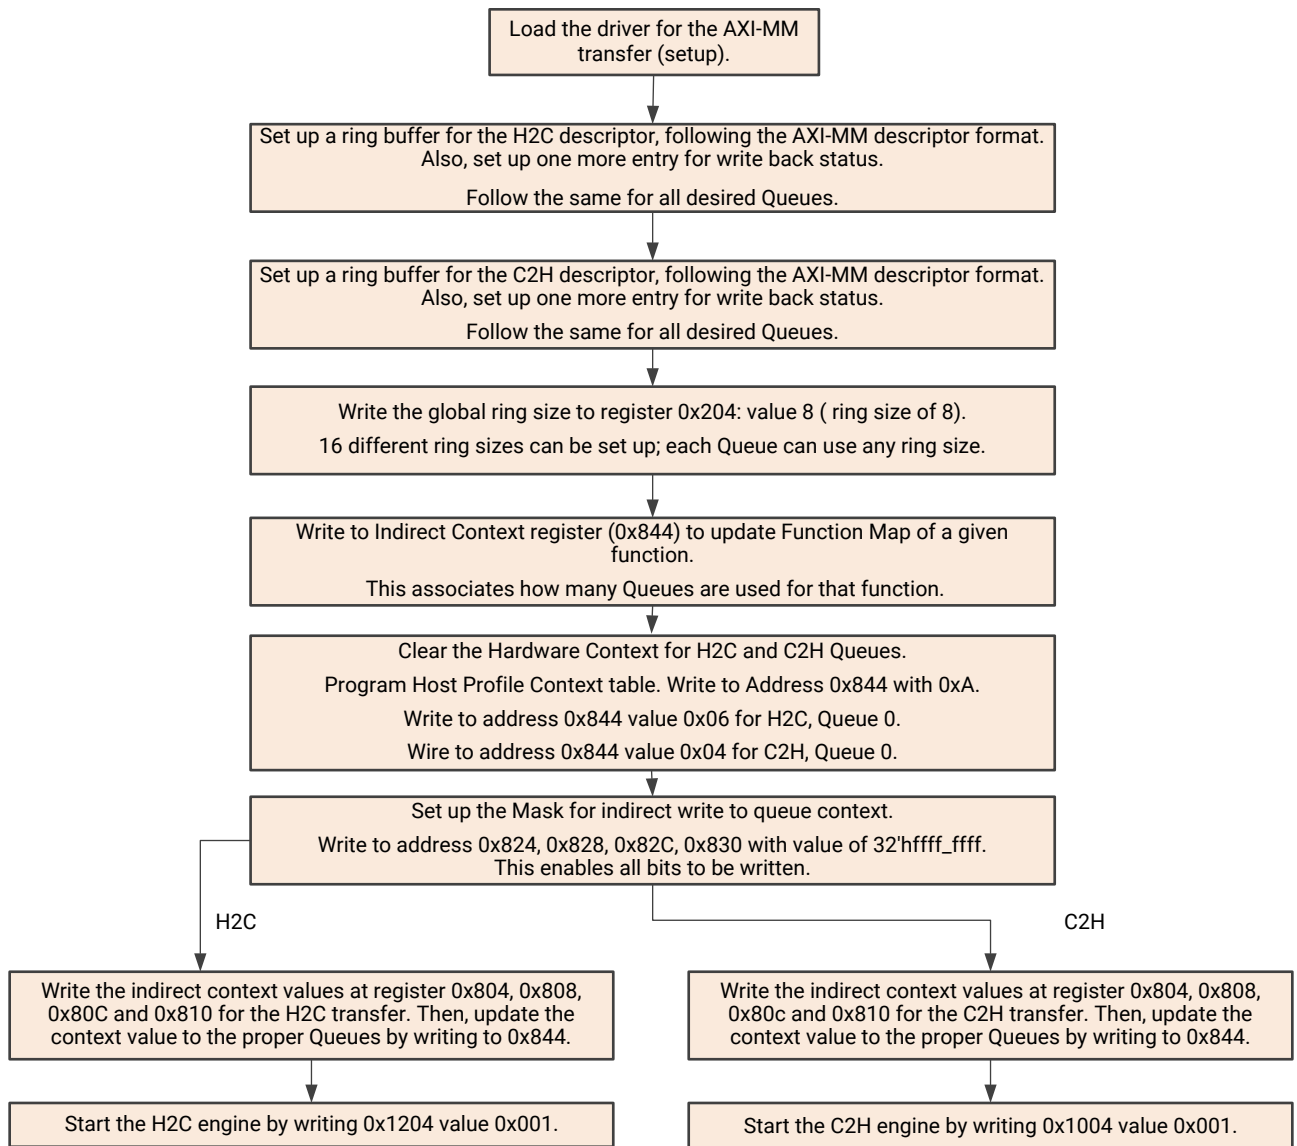 Load the driver for the AXI-MM
transfer (setup).
Set up a ring buffer for the H2C descriptor, following the AXI-MM descriptor format.
Also, set up one more entry for write back status.
Follow the same for all desired Queues.
Set up a ring buffer for the C2H descriptor, following the AXI-MM descriptor format.
Also, set up one more entry for write back status.
Follow the same for all desired Queues.
Write the global ring size to register 0x204: value 8 ( ring size of 8).
16 different ring sizes can be set up; each Queue can use any ring size.
Write to Indirect Context register (0x844) to update Function Map of a given
function.
This associates how many Queues are used for that function.
Clear the Hardware Context for H2C and C2H Queues.
Program Host Profile Context table. Write to Address 0x844 with 0xA.
Write to address 0x844 value 0x06 for H2C, Queue 0.
Wire to address 0x844 value 0x04 for C2H, Queue 0.
Set up the Mask for indirect write to queue context.
Write to address 0x824, 0x828, 0x82C, 0x830 with value of 32'hffff_ffff.
This enables all bits to be written.
H2C
C2H
Write the indirect context values at register 0x804, 0x808,
0x80C and 0x810 for the H2C transfer. Then, update the
context value to the proper Queues by writing to 0x844.
Write the indirect context values at register 0x804, 0x808,
0x80c and 0x810 for the C2H transfer. Then, update the
context value to the proper Queues by writing to 0x844.
Start the H2C engine by writing 0x1204 value 0x001.
Start the C2H engine by writing 0x1004 value 0x001.